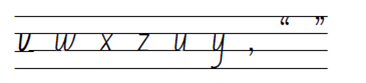 v w x z u y , “ ”